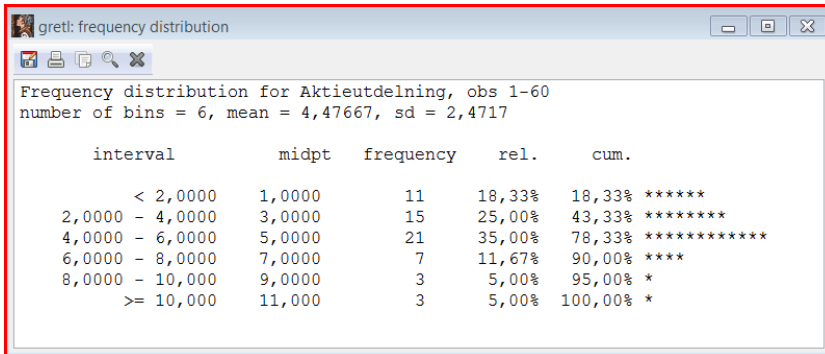 gretl: frequency distribution
Frequency distribution for Aktieutdelning, obs 1-60
number of bins = 6, mean = 4,47667, sd = 2,4717
interval midpt frequency rel. cum.
< 2,0000 1,0000 11 18,33% 18,33% ******
2,0000 - 4,0000 3,0000 15 25,00% 43,33% ********
4,0000 - 6,0000 5,0000 21 35,00% 78,33% ************
6,0000 - 8,0000 7,0000 7 11,67% 90,00% ****
8,0000 - 10,000 9,0000 3 5,00% 95,00% *
>= 10,000 11,000 3 5,00% 100,00% *